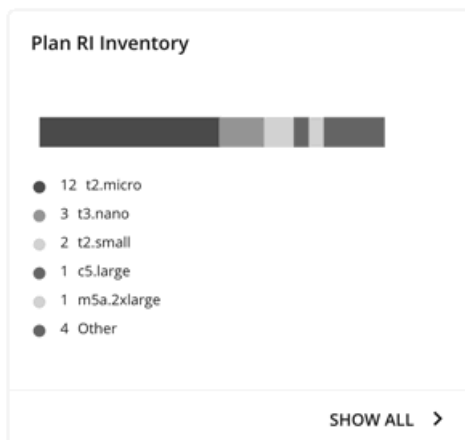 Plan RI Inventory
12 t2.micro
3 t3.nano
2 t2.small
1 c5.large
1 m5a.2xlarge
4 Other
SHOW ALL